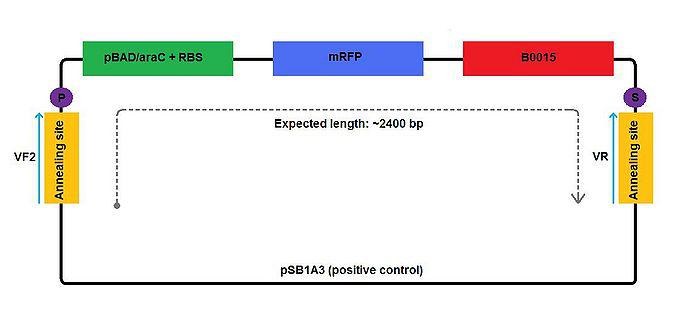 pBAD/araC + RBS
mRFP
B0015
P
S
Expected length: ~2400 bp
VF2
Annealing site
VR
Annealing site
pSB1A3 (positive control)